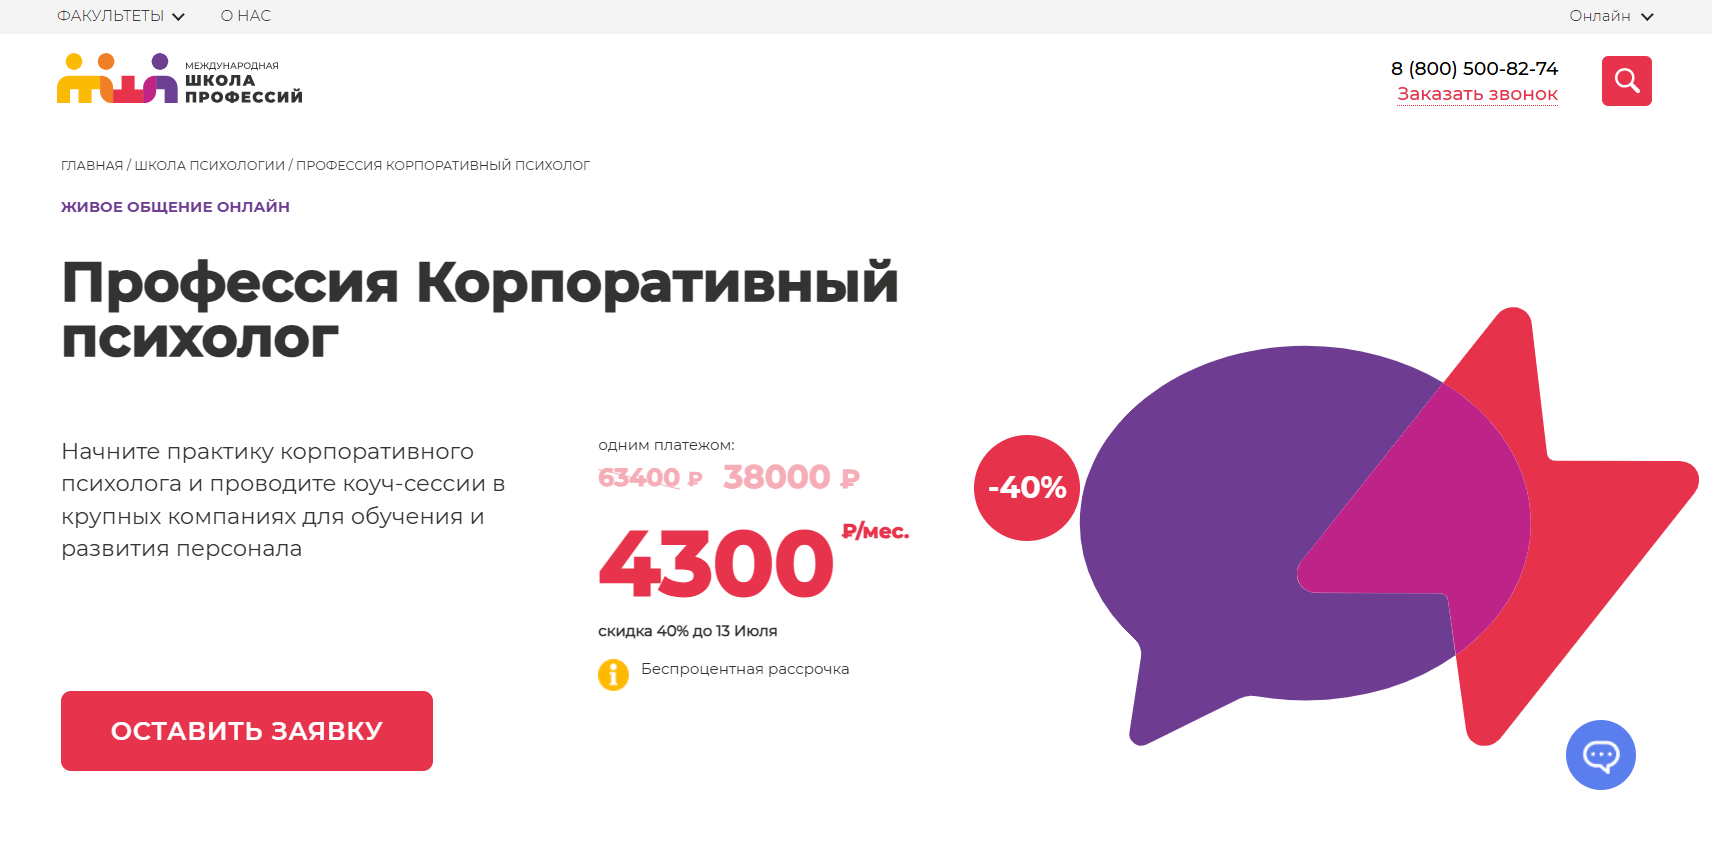 ФАКУЛЬТЕТЫ
О НАС
Онлайн
МЕЖДУНАРОДНАЯ
ШКОЛА
ПРОФЕССИЙ
8 (800) 500-82-74
Заказать звонок
ГЛАВНАЯ / ШКОЛА ПСИХОЛОГИИ / ПРОФЕССИЯ КОРПОРАТИВНЫЙ ПСИХОЛОГ
ЖИВОЕ ОБЩЕНИЕ ОНЛАЙН
Профессия Корпоративный
психолог
Начните практику корпоративного
психолога и проводите коуч-сессии в
крупных компаниях для обучения и
развития персонала
одним платежом:
63400 ₽ 38000 ₽
4300 ₽/мес.
скидка 40% до 13 Июля
Беспроцентная рассрочка
-40%
ОСТАВИТЬ ЗАЯВКУ